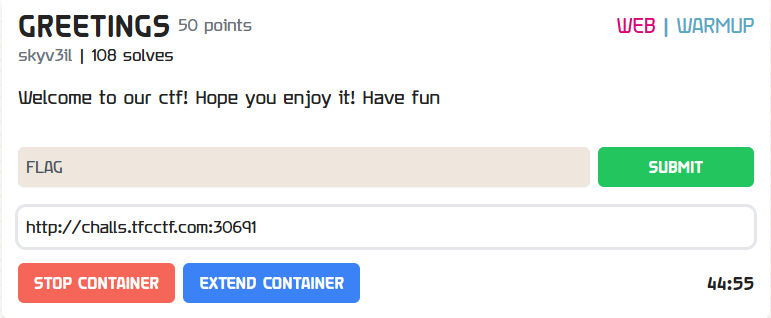 GREETINGS 50 points WEB | WARMUP
skyv3il | 108 solves
Welcome to our ctf! Hope you enjoy it! Have fun
FLAG SUBMIT
http://challs.tfcctf.com:30691
STOP CONTAINER EXTEND CONTAINER 44:55